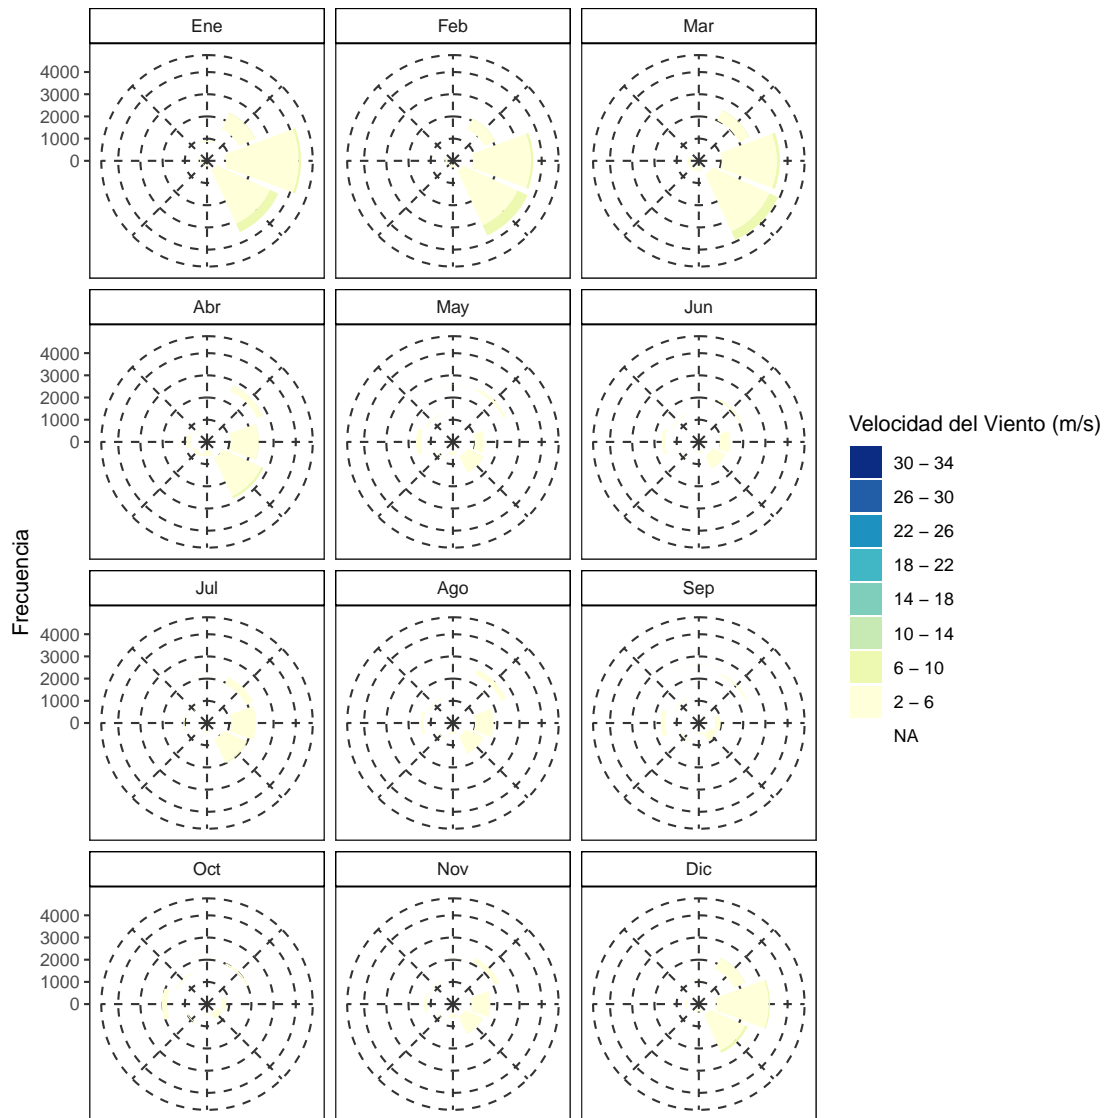 Ene
Feb
Mar
4000
3000
2000
1000
0
Abr
May
Jun
4000
3000
2000
1000
0
Jul
Ago
Sep
4000
3000
2000
1000
0
Oct
Nov
Dic
4000
3000
2000
1000
0
Frecuencia
Velocidad del Viento (m/s)
30 – 34
26 – 30
22 – 26
18 – 22
14 – 18
10 – 14
6 – 10
2 – 6
NA